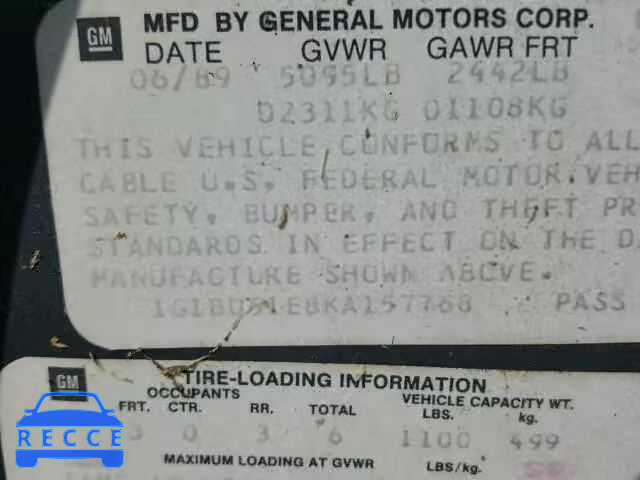 GM MFD BY GENERAL MOTORS CORP.
DATE GVWR GAWR FRT
06/89 5095LB 2442LB
02311KG 01108KG
THIS VEHICLE CONFORMS TO ALL
CABLE U.S. FEDERAL MOTOR VEH
SAFETY, BUMPER, AND THEFT PR
STANDARDS IN EFFECT ON THE D
MANUFACTURE SHOWN ABOVE.
1G1BU51E8KA157768 PASS
GM TIRE-LOADING INFORMATION
OCCUPANTS VEHICLE CAPACITY WT.
FRT. CTR. RR. TOTAL LBS. kg.
3 0 3 6 1100 499
MAXIMUM LOADING AT GVWR LBS/kg.
RECCE